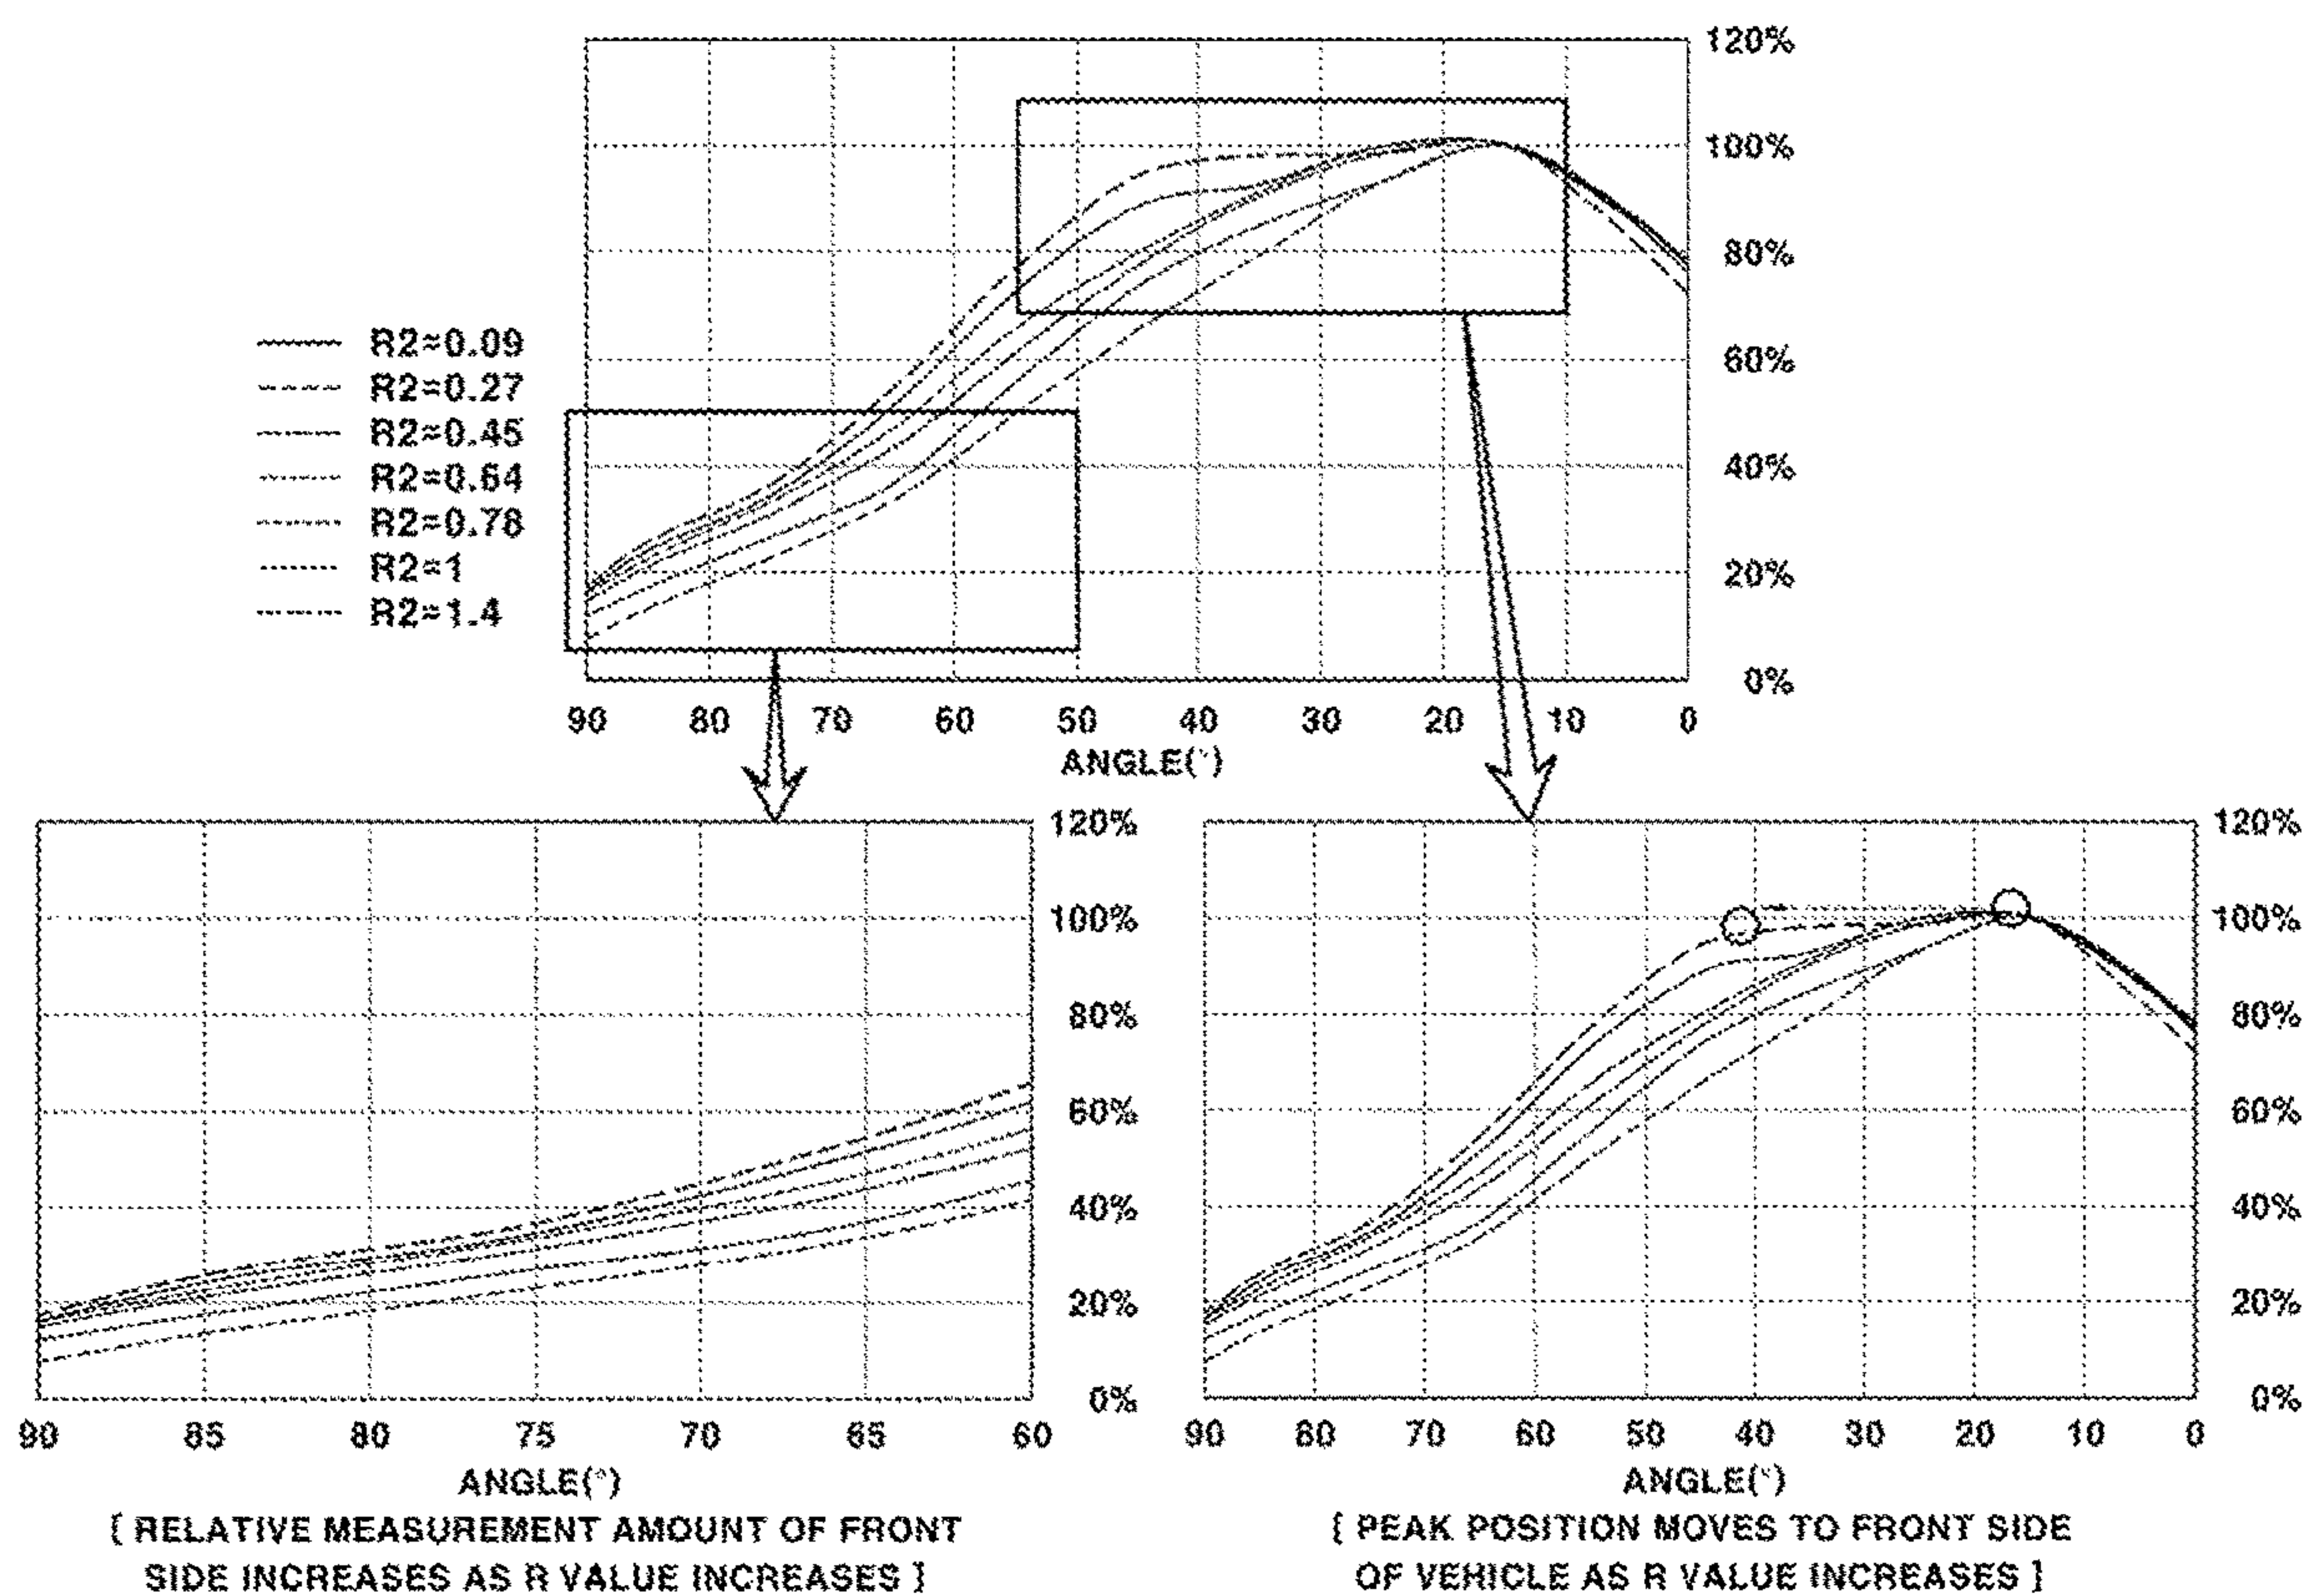 120%
100%
80%
60%
40%
20%
0%
R2=0.09
R2=0.27
R2=0.45
R2=0.64
R2=0.78
R2=1
R2=1.4
90 80 70 60 50 40 30 20 10 0
ANGLE(°)
120%
100%
80%
60%
40%
20%
0%
90 85 80 75 70 65 60
ANGLE(°)
[ RELATIVE MEASUREMENT AMOUNT OF FRONT
SIDE INCREASES AS R VALUE INCREASES ]
120%
100%
80%
60%
40%
20%
0%
90 80 70 60 50 40 30 20 10 0
ANGLE(°)
[ PEAK POSITION MOVES TO FRONT SIDE
OF VEHICLE AS R VALUE INCREASES ]